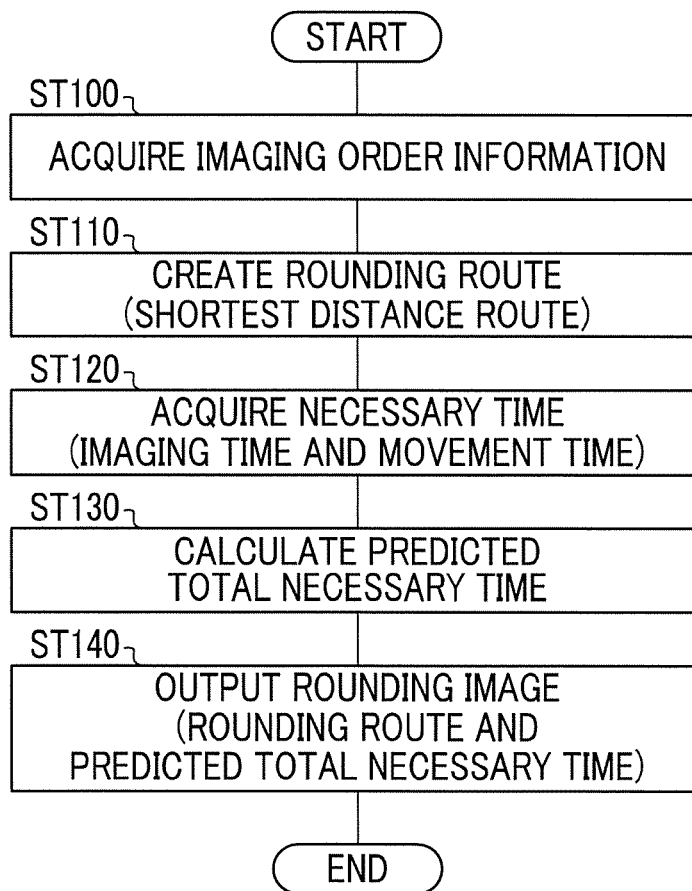 START
ST100
ACQUIRE IMAGING ORDER INFORMATION
ST110
CREATE ROUNDING ROUTE
(SHORTEST DISTANCE ROUTE)
ST120
ACQUIRE NECESSARY TIME
(IMAGING TIME AND MOVEMENT TIME)
ST130
CALCULATE PREDICTED
TOTAL NECESSARY TIME
ST140
OUTPUT ROUNDING IMAGE
(ROUNDING ROUTE AND
PREDICTED TOTAL NECESSARY TIME)
END